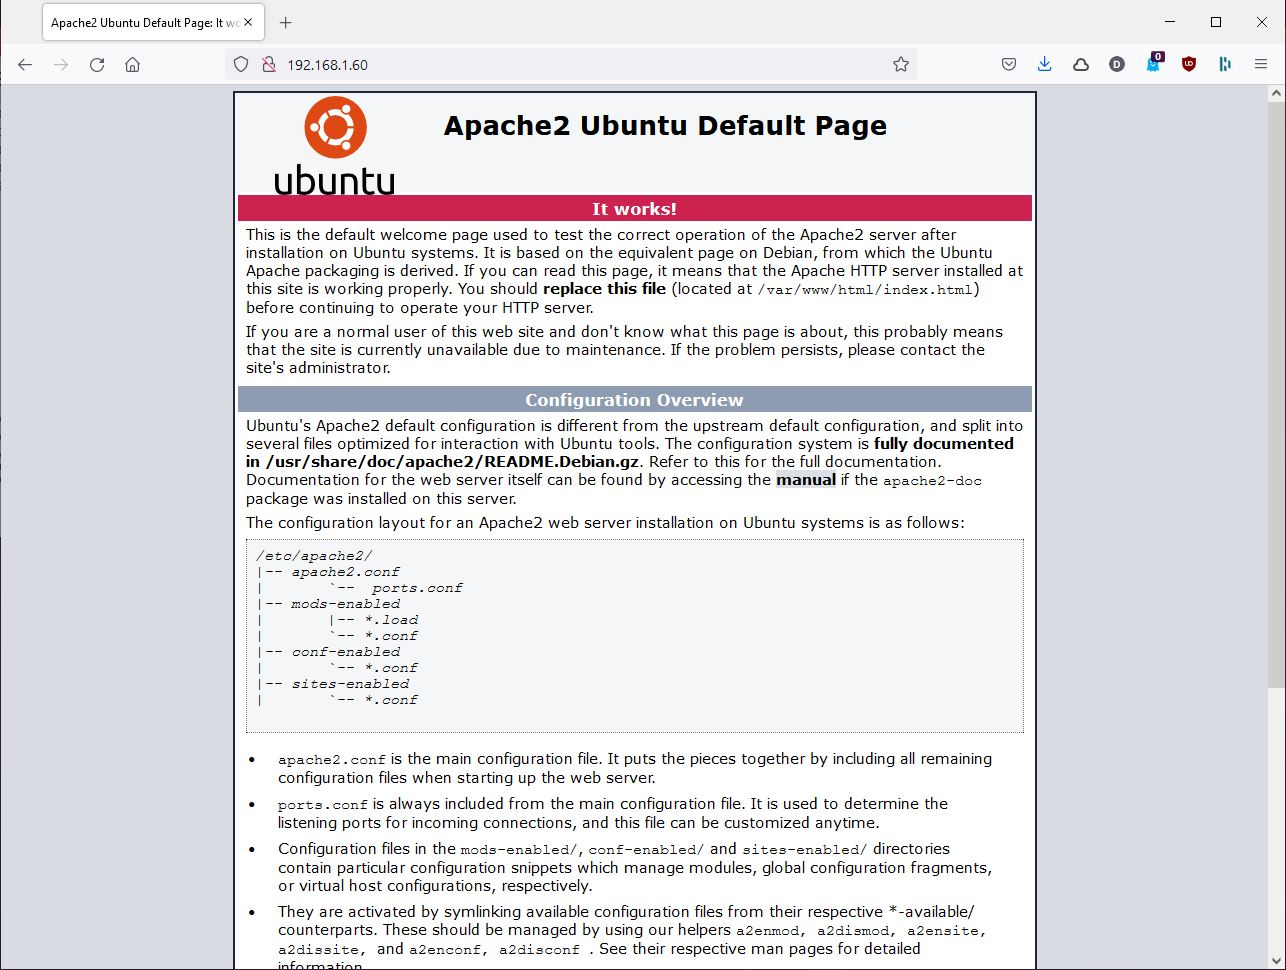 Apache2 Ubuntu Default Page: It wo
192.168.1.60
D
0
UD
ubuntu
Apache2 Ubuntu Default Page
It works!
This is the default welcome page used to test the correct operation of the Apache2 server after
installation on Ubuntu systems. It is based on the equivalent page on Debian, from which the Ubuntu
Apache packaging is derived. If you can read this page, it means that the Apache HTTP server installed at
this site is working properly. You should replace this file (located at /var/www/html/index.html)
before continuing to operate your HTTP server.
If you are a normal user of this web site and don't know what this page is about, this probably means
that the site is currently unavailable due to maintenance. If the problem persists, please contact the
site's administrator.
Configuration Overview
Ubuntu's Apache2 default configuration is different from the upstream default configuration, and split into
several files optimized for interaction with Ubuntu tools. The configuration system is fully documented
in /usr/share/doc/apache2/README.Debian.gz. Refer to this for the full documentation.
Documentation for the web server itself can be found by accessing the manual if the apache2-doc
package was installed on this server.
The configuration layout for an Apache2 web server installation on Ubuntu systems is as follows:
/etc/apache2/
|-- apache2.conf
|       `--  ports.conf
|-- mods-enabled
|       |-- *.load
|       `-- *.conf
|-- conf-enabled
|       `-- *.conf
|-- sites-enabled
|       `-- *.conf
• apache2.conf is the main configuration file. It puts the pieces together by including all remaining
configuration files when starting up the web server.
• ports.conf is always included from the main configuration file. It is used to determine the
listening ports for incoming connections, and this file can be customized anytime.
• Configuration files in the mods-enabled/, conf-enabled/ and sites-enabled/ directories
contain particular configuration snippets which manage modules, global configuration fragments,
or virtual host configurations, respectively.
• They are activated by symlinking available configuration files from their respective *-available/
counterparts. These should be managed by using our helpers a2enmod, a2dismod, a2ensite,
a2dissite, and a2enconf, a2disconf . See their respective man pages for detailed
information.